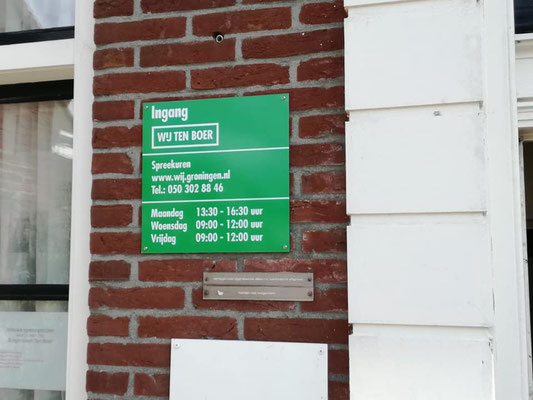 Ingang
WIJ TEN BOER
Spreekuren
www.wij.groningen.nl
Tel.: 050 302 88 46
Maandag 13:30 - 16:30 uur
Woensdag 09:00 - 12:00 uur
Vrijdag 09:00 - 12:00 uur